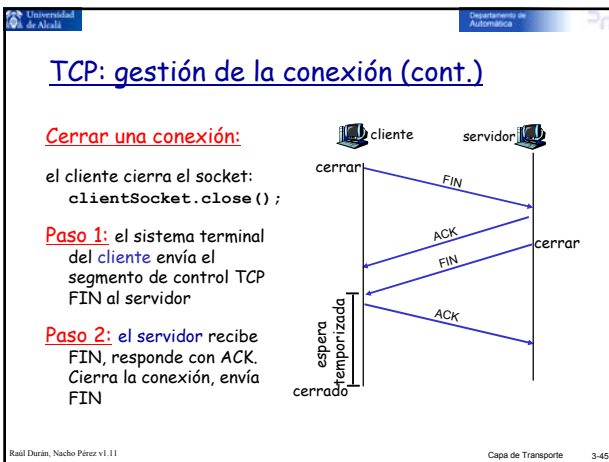 Universidad
de Alcalá
Departamento de
Automática
TCP: gestión de la conexión (cont.)
Cerrar una conexión:
el cliente cierra el socket:
clientSocket.close();
Paso 1: el sistema terminal
del cliente envía el
segmento de control TCP
FIN al servidor
Paso 2: el servidor recibe
FIN, responde con ACK.
Cierra la conexión, envía
FIN
cliente
servidor
cerrar
FIN
ACK
cerrar
FIN
ACK
espera
temporizada
cerrado
Raúl Durán, Nacho Pérez v1.11
Capa de Transporte
3-45